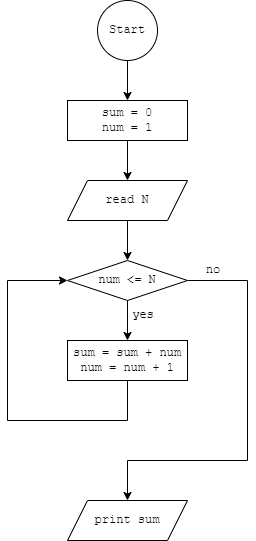 Start
sum = 0
num = 1
read N
num <= N
no
yes
sum = sum + num
num = num + 1
print sum